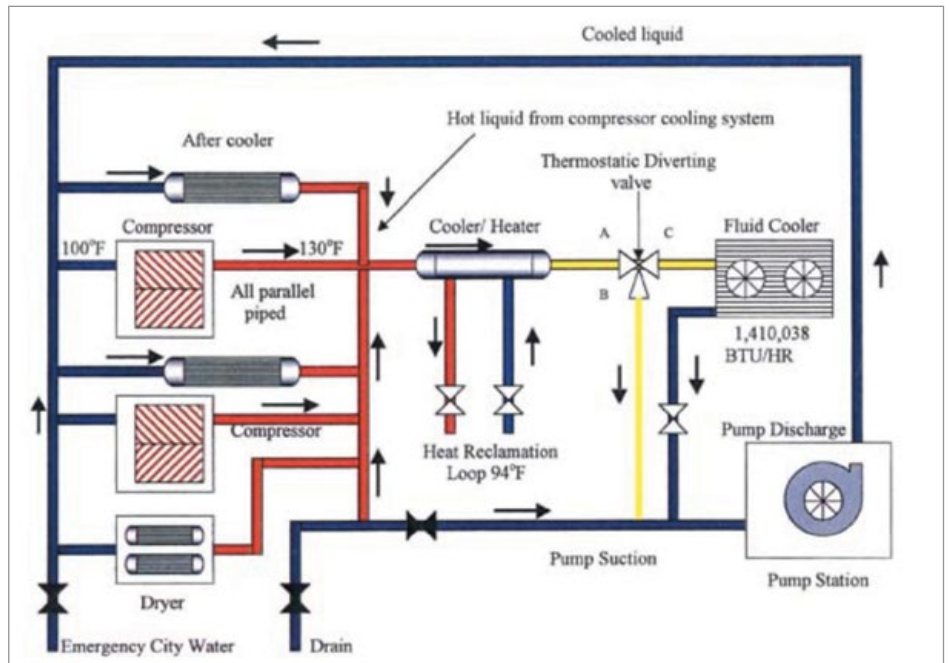 Cooled liquid
Hot liquid from compressor cooling system
After cooler
Thermostatic Diverting
valve
Compressor
Cooler/ Heater
A
C
Fluid Cooler
100°F
130°F
All parallel
piped
B
1,410,038
BTU/HR
Compressor
Pump Discharge
Heat Reclamation
Loop 94°F
Pump Suction
Pump Station
Dryer
Emergency City Water
Drain